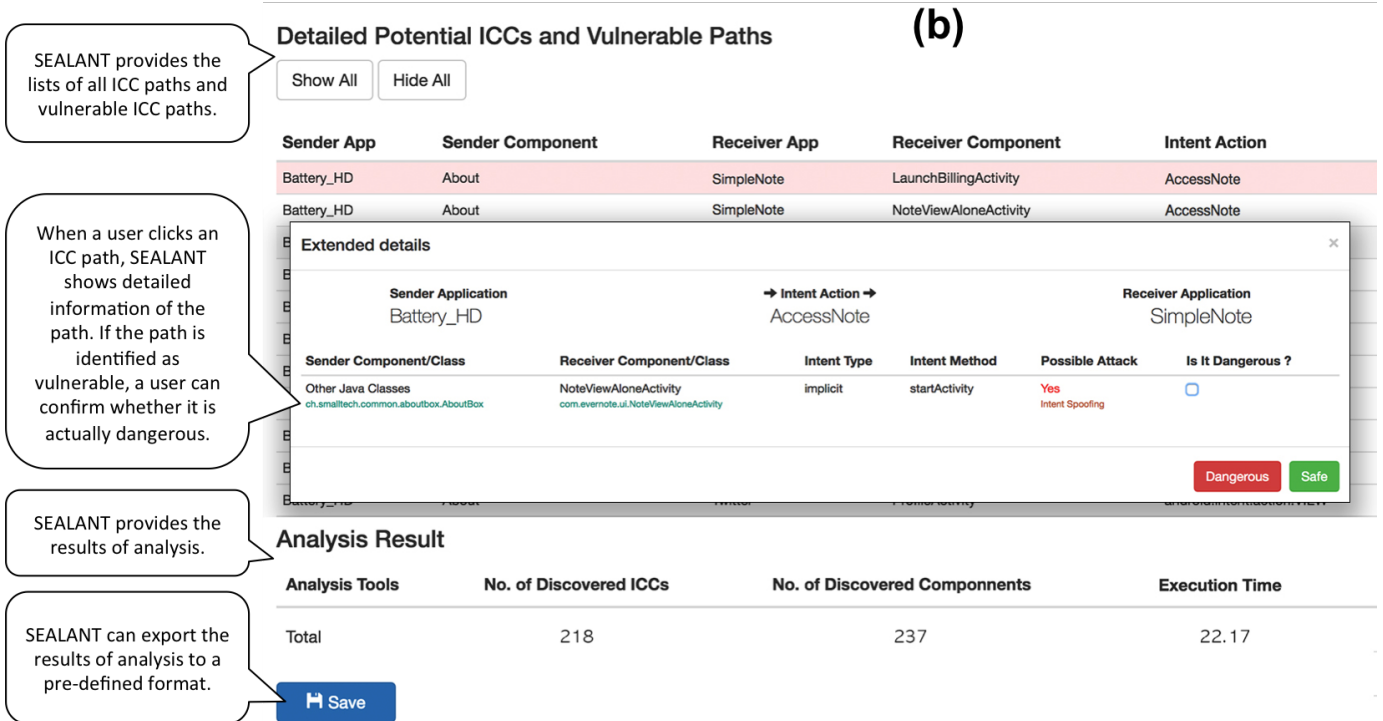 (b)
SEALANT provides the
lists of all ICC paths and
vulnerable ICC paths.
Detailed Potential ICCs and Vulnerable Paths
Show All Hide All
Sender App Sender Component Receiver App Receiver Component Intent Action
Battery_HD About SimpleNote LaunchBillingActivity AccessNote
Battery_HD About SimpleNote NoteViewAloneActivity AccessNote
When a user clicks an
ICC path, SEALANT
shows detailed
information of the
path. If the path is
identified as
vulnerable, a user can
confirm whether it is
actually dangerous.
Extended details ×
Sender Application ➔ Intent Action ➔ Receiver Application
Battery_HD AccessNote SimpleNote
Sender Component/Class Receiver Component/Class Intent Type Intent Method Possible Attack Is It Dangerous ?
Other Java Classes NoteViewAloneActivity implicit startActivity Yes
ch.smalltech.common.aboutbox.AboutBox com.evernote.ui.NoteViewAloneActivity Intent Spoofing
Dangerous Safe
SEALANT provides the
results of analysis.
Analysis Result
Analysis Tools No. of Discovered ICCs No. of Discovered Componnents Execution Time
Total 218 237 22.17
SEALANT can export the
results of analysis to a
pre-defined format.
Save